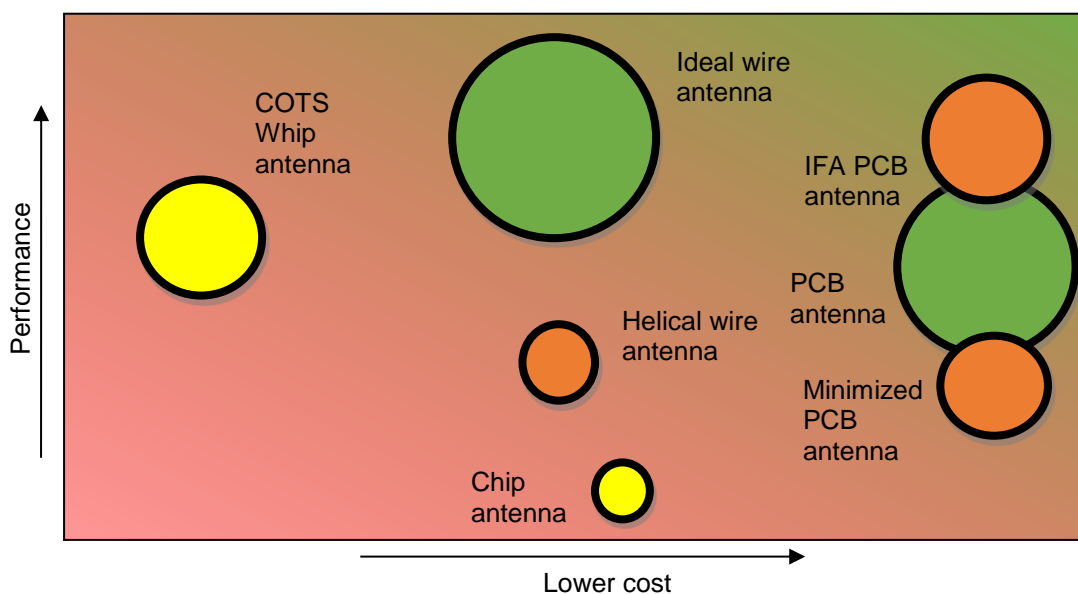 Performance
COTS
Whip
antenna
Ideal wire
antenna
IFA PCB
antenna
PCB
antenna
Helical wire
antenna
Minimized
PCB
antenna
Chip
antenna
Lower cost